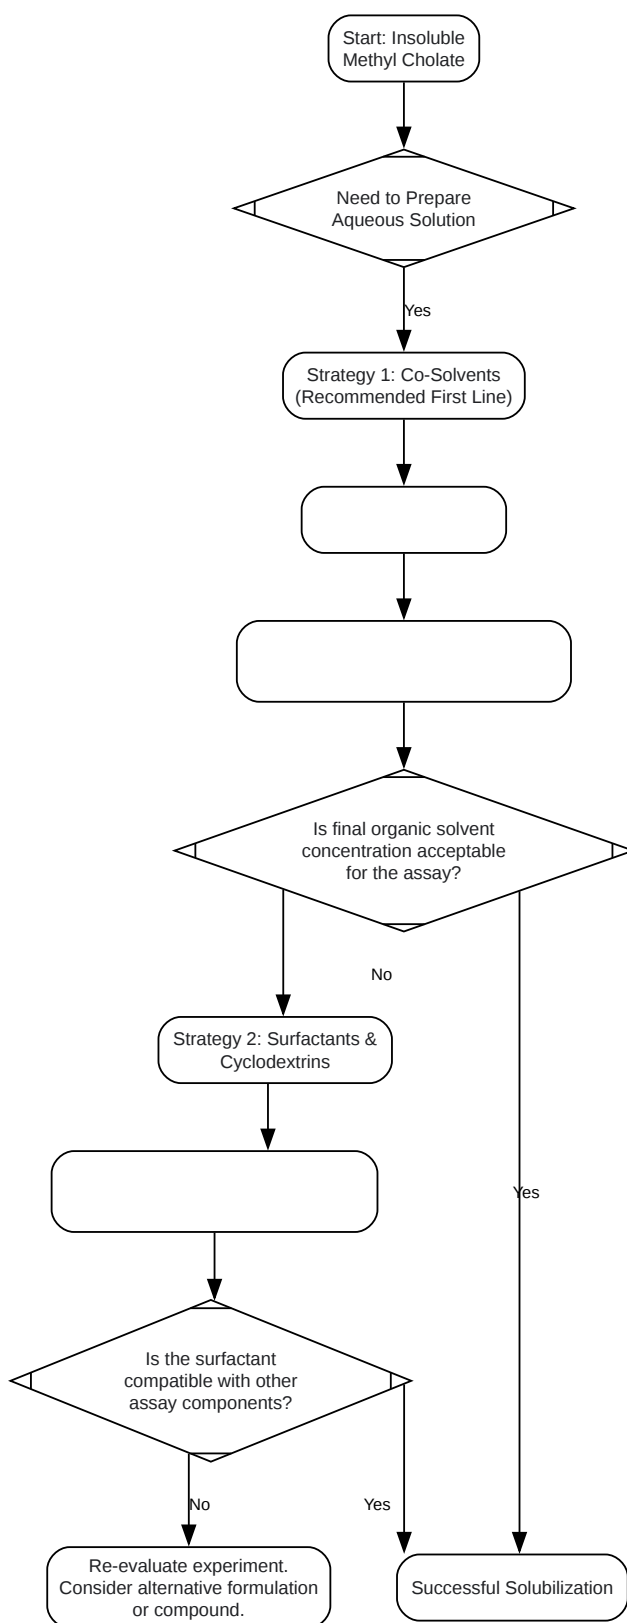 Start: Insoluble
Methyl Cholate
Need to Prepare
Aqueous Solution
Yes
Strategy 1: Co-Solvents
(Recommended First Line)
Is final organic solvent
concentration acceptable
for the assay?
No
Strategy 2: Surfactants &
Cyclodextrins
Yes
Is the surfactant
compatible with other
assay components?
No
Yes
Re-evaluate experiment.
Consider alternative formulation
or compound.
Successful Solubilization